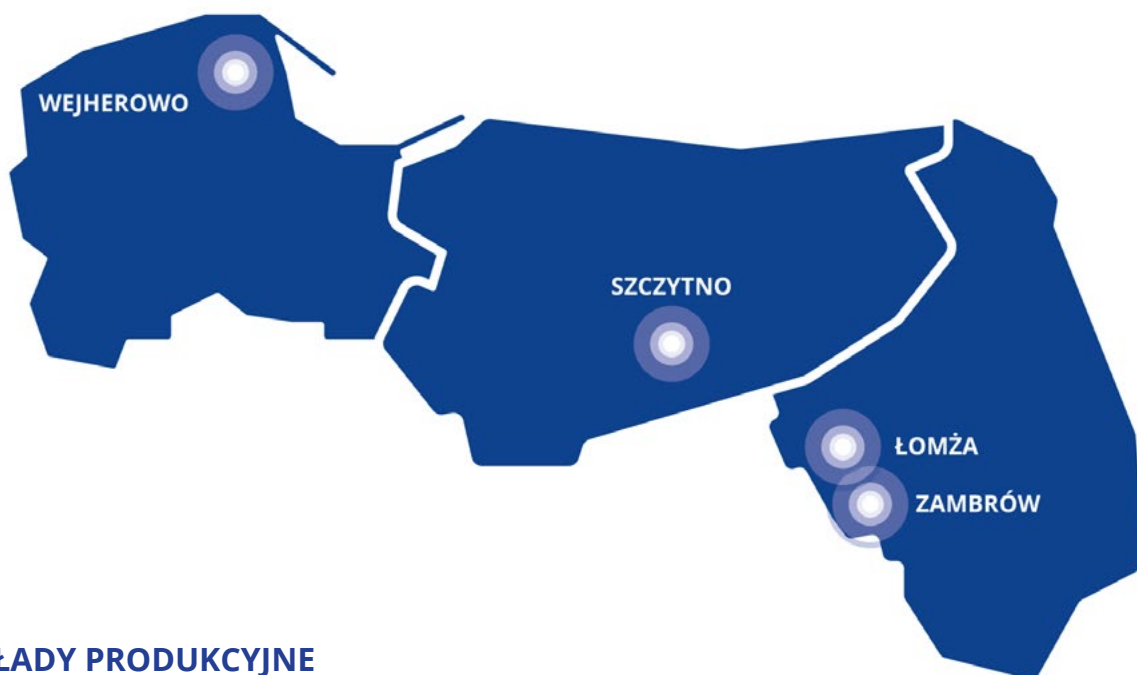 WEJHEROWO
SZCZYTNO
ŁOMŻA
ZAMBRÓW
ŁADY PRODUKCYJNE